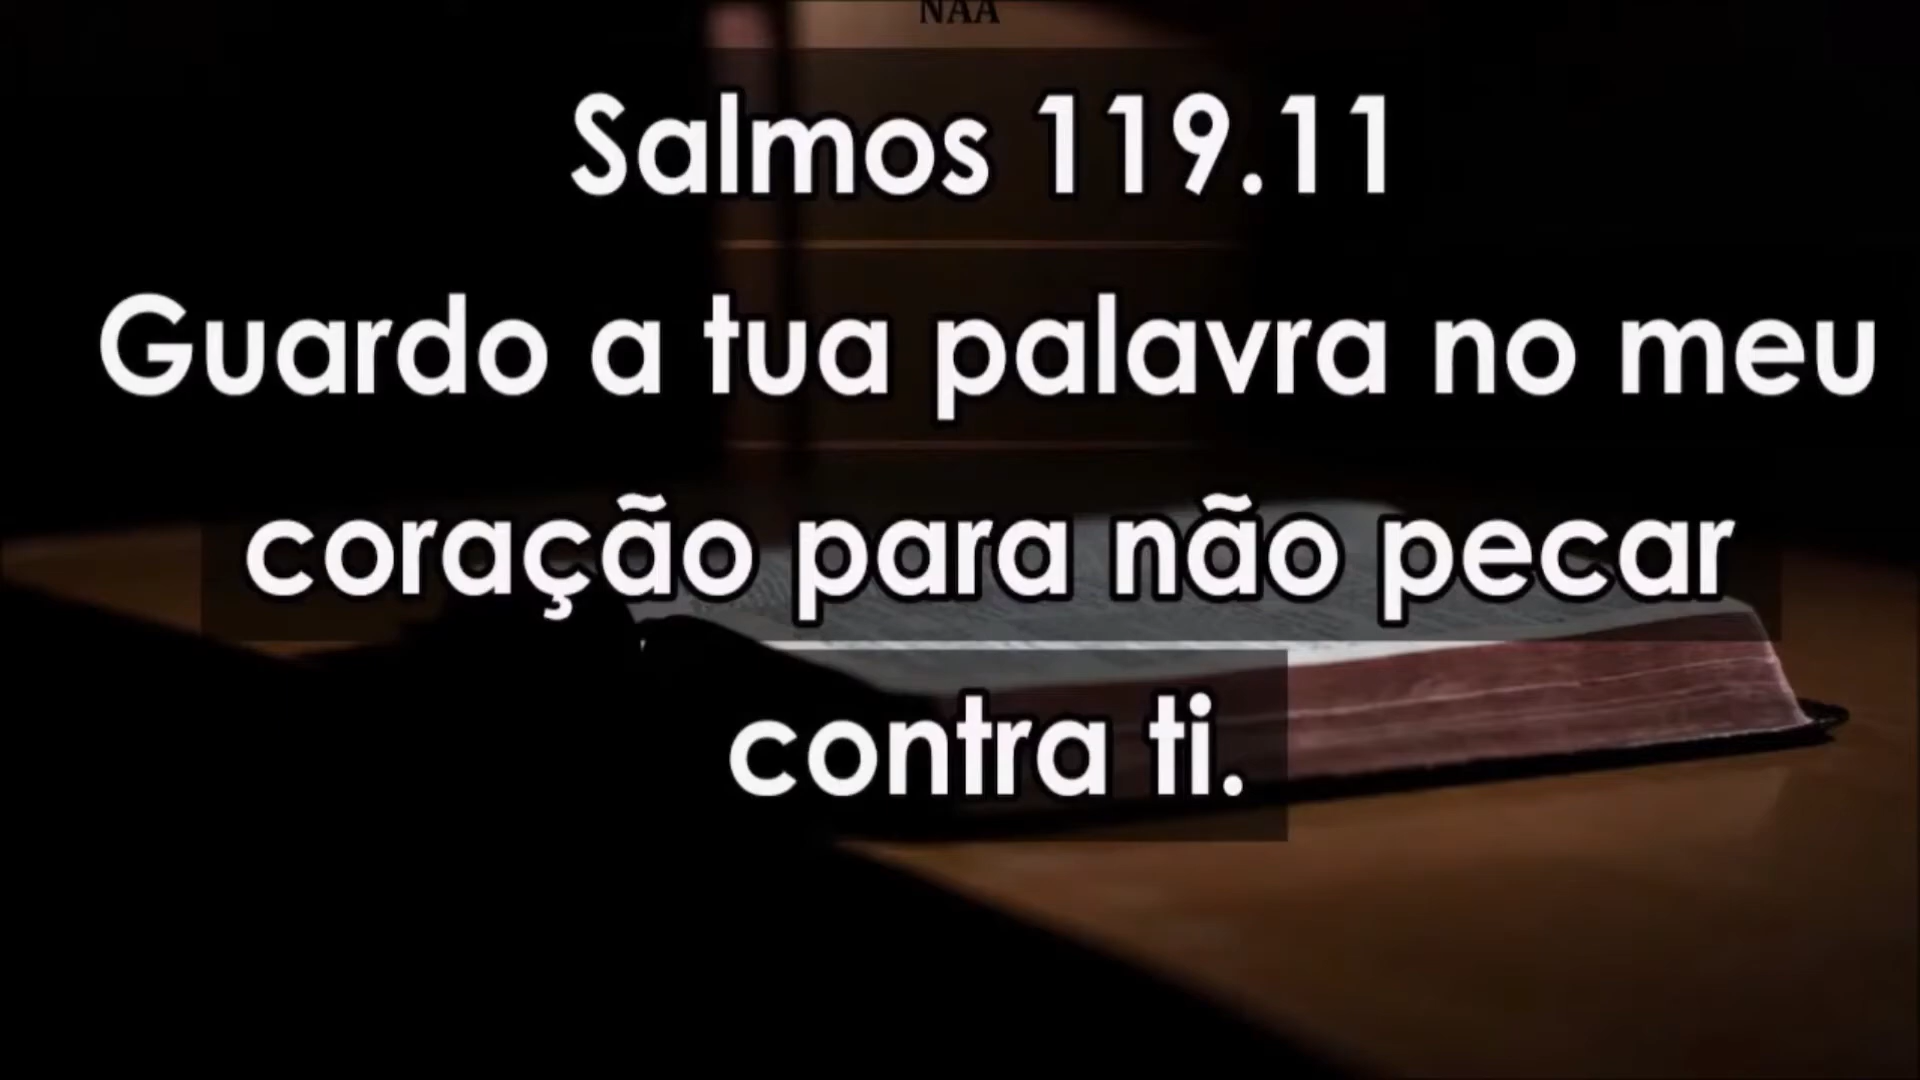 NAA
Salmos 119.11
Guardo a tua palavra no meu
coração para não pecar
contra ti.